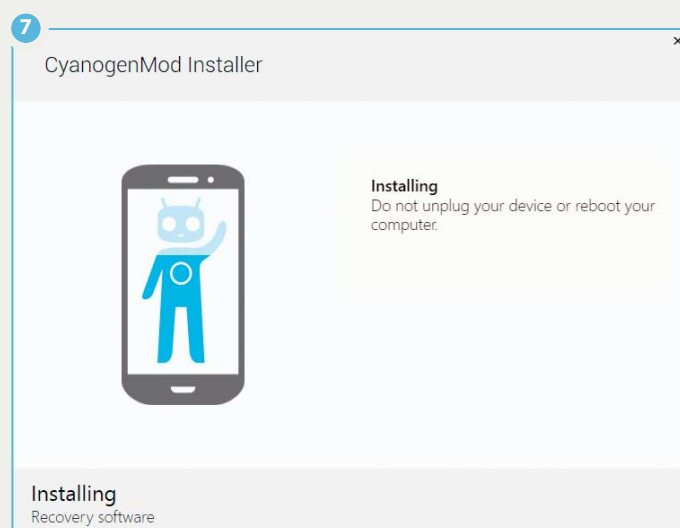 7
CyanogenMod Installer
×
Installing
Do not unplug your device or reboot your
computer.
Installing
Recovery software